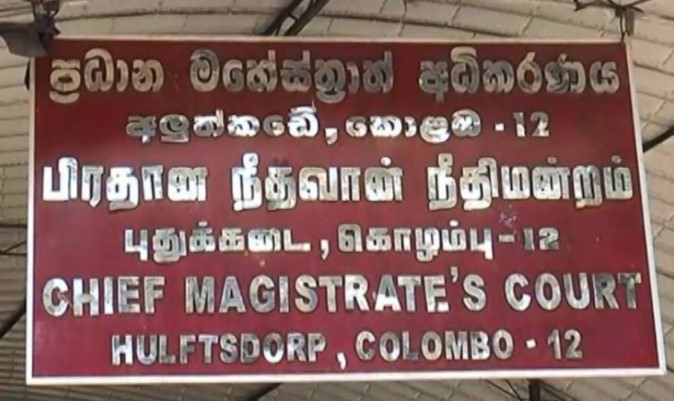 ප්‍රධාන මහේස්ත්‍රාත් අධිකරණය
අලුත්කඩේ, කොළඹ - 12
பிரதான நீதவான் நீதிமன்றம்
புதுக்கடை, கொழும்பு - 12
CHIEF MAGISTRATE'S COURT
HULFTSDORP, COLOMBO - 12